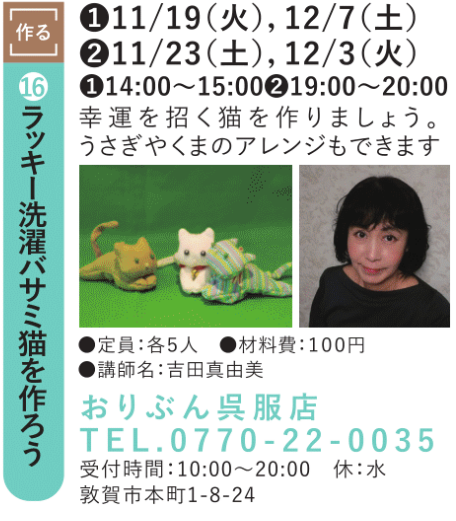 作る
⓰ラッキー洗濯バサミ猫を作ろう
❶11/19(火), 12/7(土)
❷11/23(土), 12/3(火)
❶14:00〜15:00❷19:00〜20:00
幸運を招く猫を作りましょう。
うさぎやくまのアレンジもできます
●定員:各5人 ●材料費:100円
●講師名:吉田真由美
おりぶん呉服店
TEL.0770-22-0035
受付時間:10:00〜20:00 休:水
敦賀市本町1-8-24